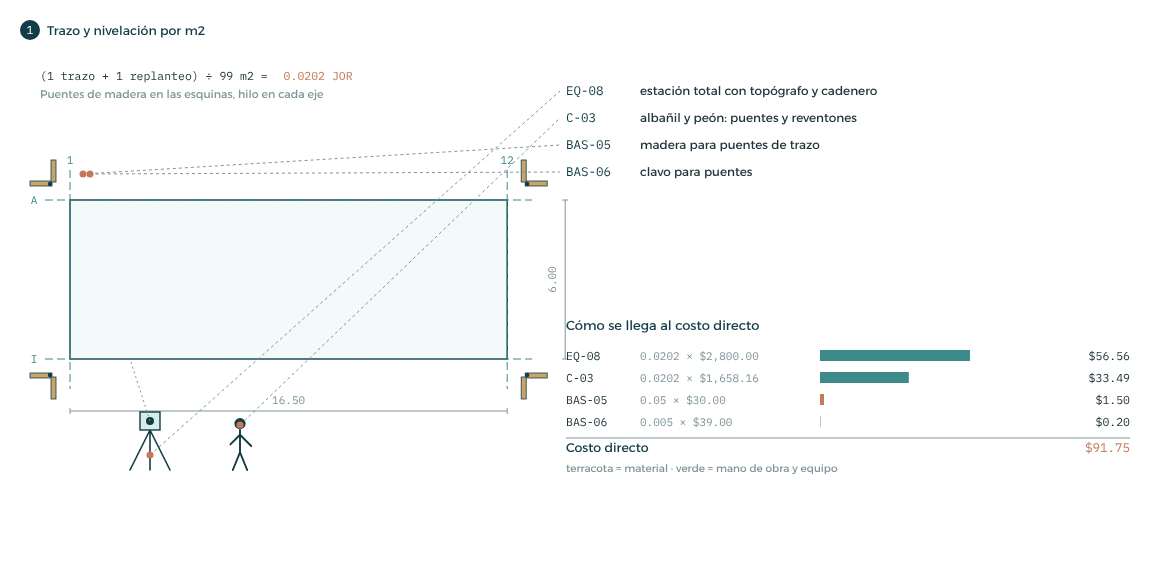 1 Trazo y nivelación por m2
(1 trazo + 1 replanteo) ÷ 99 m2 = 0.0202 JOR
Puentes de madera en las esquinas, hilo en cada eje
EQ-08 estación total con topógrafo y cadenero
C-03 albañil y peón: puentes y reventones
BAS-05 madera para puentes de trazo
BAS-06 clavo para puentes
1
12
A
I
6.00
16.50
Cómo se llega al costo directo
EQ-08 0.0202 × $2,800.00 $56.56
C-03 0.0202 × $1,658.16 $33.49
BAS-05 0.05 × $30.00 $1.50
BAS-06 0.005 × $39.00 $0.20
Costo directo $91.75
terracota = material · verde = mano de obra y equipo